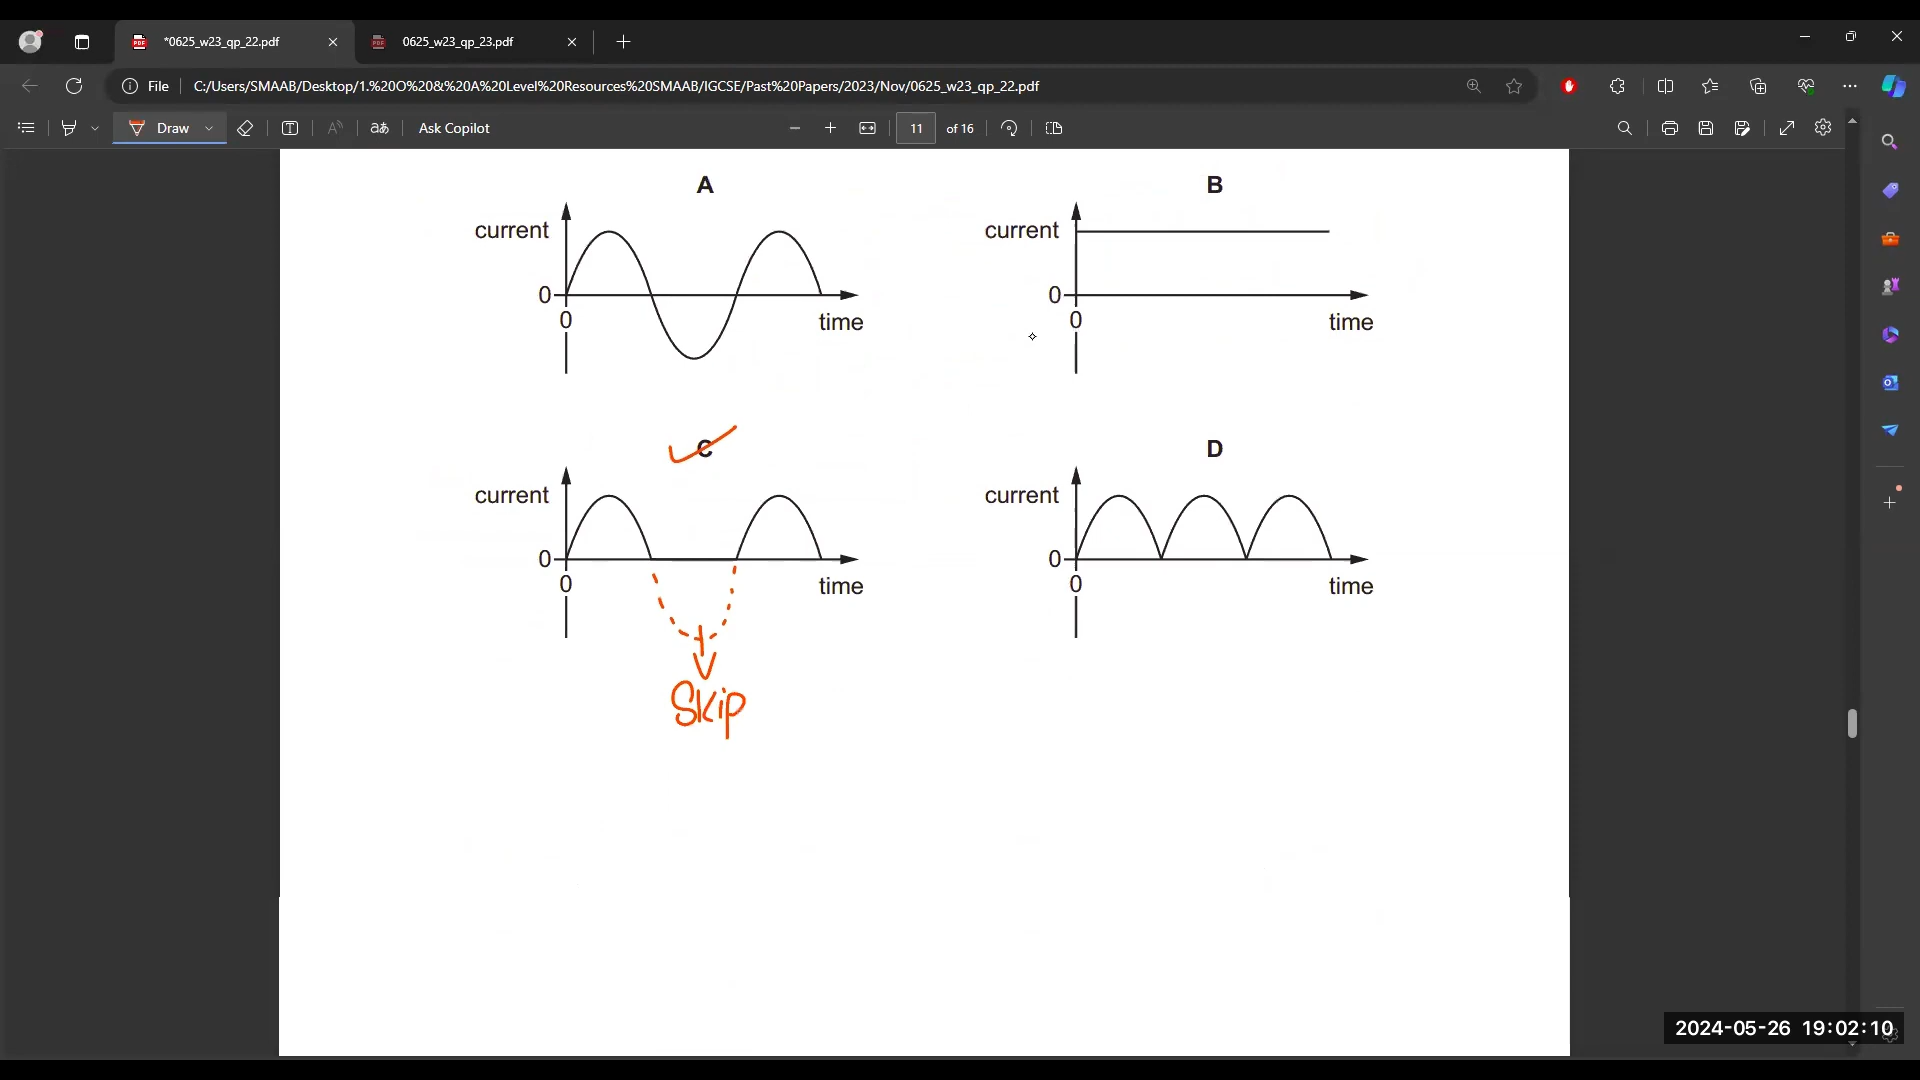 *0625_w23_qp_22.pdf
0625_w23_qp_23.pdf
File
C:/Users/SMAAB/Desktop/1.%20O%20&%20A%20Level%20Resources%20SMAAB/IGCSE/Past%20Papers/2023/Nov/0625_w23_qp_22.pdf
Draw
aあ
Ask Copilot
11
of 16
A
current
0
0
time
B
current
0
0
time
C
current
0
0
time
Skip
D
current
0
0
time
2024-05-26 19:02:10